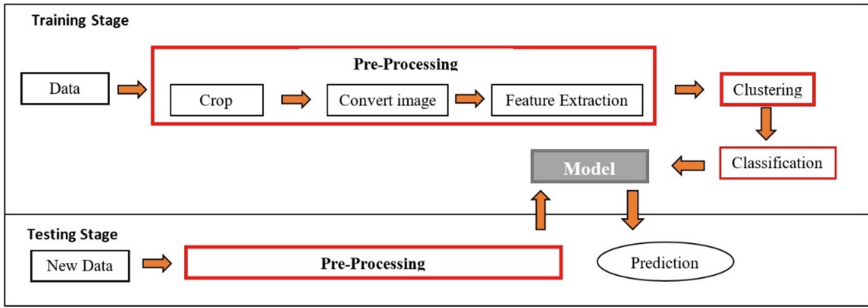 Training Stage
Pre-Processing
Data
Crop
Convert image
Feature Extraction
Clustering
Classification
Model
Testing Stage
New Data
Pre-Processing
Prediction